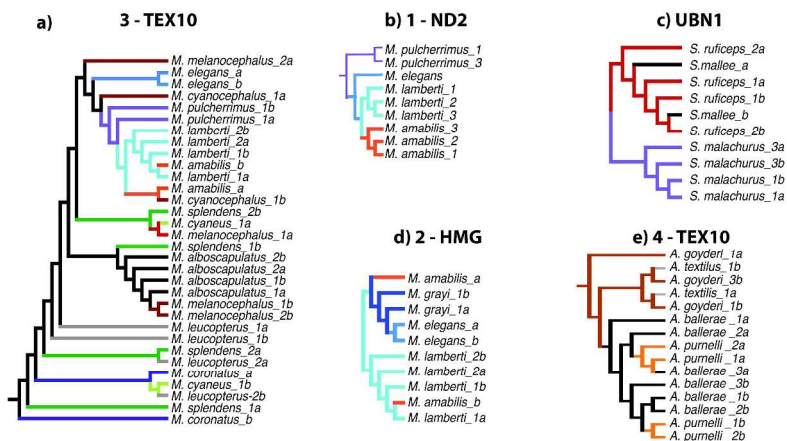 a)
3 - TEX10
M. melanocephalus_2a
M. elegans_a
M. elegans_b
M. cyanocephalus_1a
M. pulcherrimus_1b
M. pulcherrimus_1a
M. lamberti_2b
M. lamberti_2a
M. lamberti_1b
M. amabilis_b
M. lamberti_1a
M. amabilis_a
M. cyanocephalus_1b
M. splendens_2b
M. cyaneus_1a
M. melanocephalus_1a
M. splendens_1b
M. alboscapulatus_2b
M. alboscapulatus_2a
M. alboscapulatus_1b
M. alboscapulatus_1a
M. melanocephalus_1b
M. melanocephalus_2b
M. leucopterus_1a
M. leucopterus_1b
M. splendens_2a
M. leucopterus_2a
M. coronatus_a
M. cyaneus_1b
M. leucopterus-2b
M. splendens_1a
M. coronatus_b
b) 1 - ND2
M. pulcherrimus_1
M. pulcherrimus_3
M. elegans
M. lamberti_1
M. lamberti_2
M. lamberti_3
M. amabilis_3
M. amabilis_2
M. amabilis_1
c) UBN1
S. ruficeps_2a
S.mallee_a
S. ruficeps_1a
S. ruficeps_1b
S.mallee_b
S. ruficeps_2b
S. malachurus_3a
S. malachurus_3b
S. malachurus_1b
S. malachurus_1a
d) 2 - HMG
M. amabilis_a
M. grayi_1b
M. grayi_1a
M. elegans_a
M. elegans_b
M. lamberti_2b
M. lamberti_2a
M. lamberti_1b
M. amabilis_b
M. lamberti_1a
e) 4 - TEX10
A. goyderi_1a
A. textilus_1b
A. goyderi_3b
A. textilis_1a
A. goyderi_1b
A. ballerae _1a
A. ballerae _2a
A. purnelli _2a
A. purnelli _1a
A. ballerae _3a
A. ballerae _3b
A. ballerae _1b
A. ballerae _2b
A. purnelli _1b
A. purnelli _2b